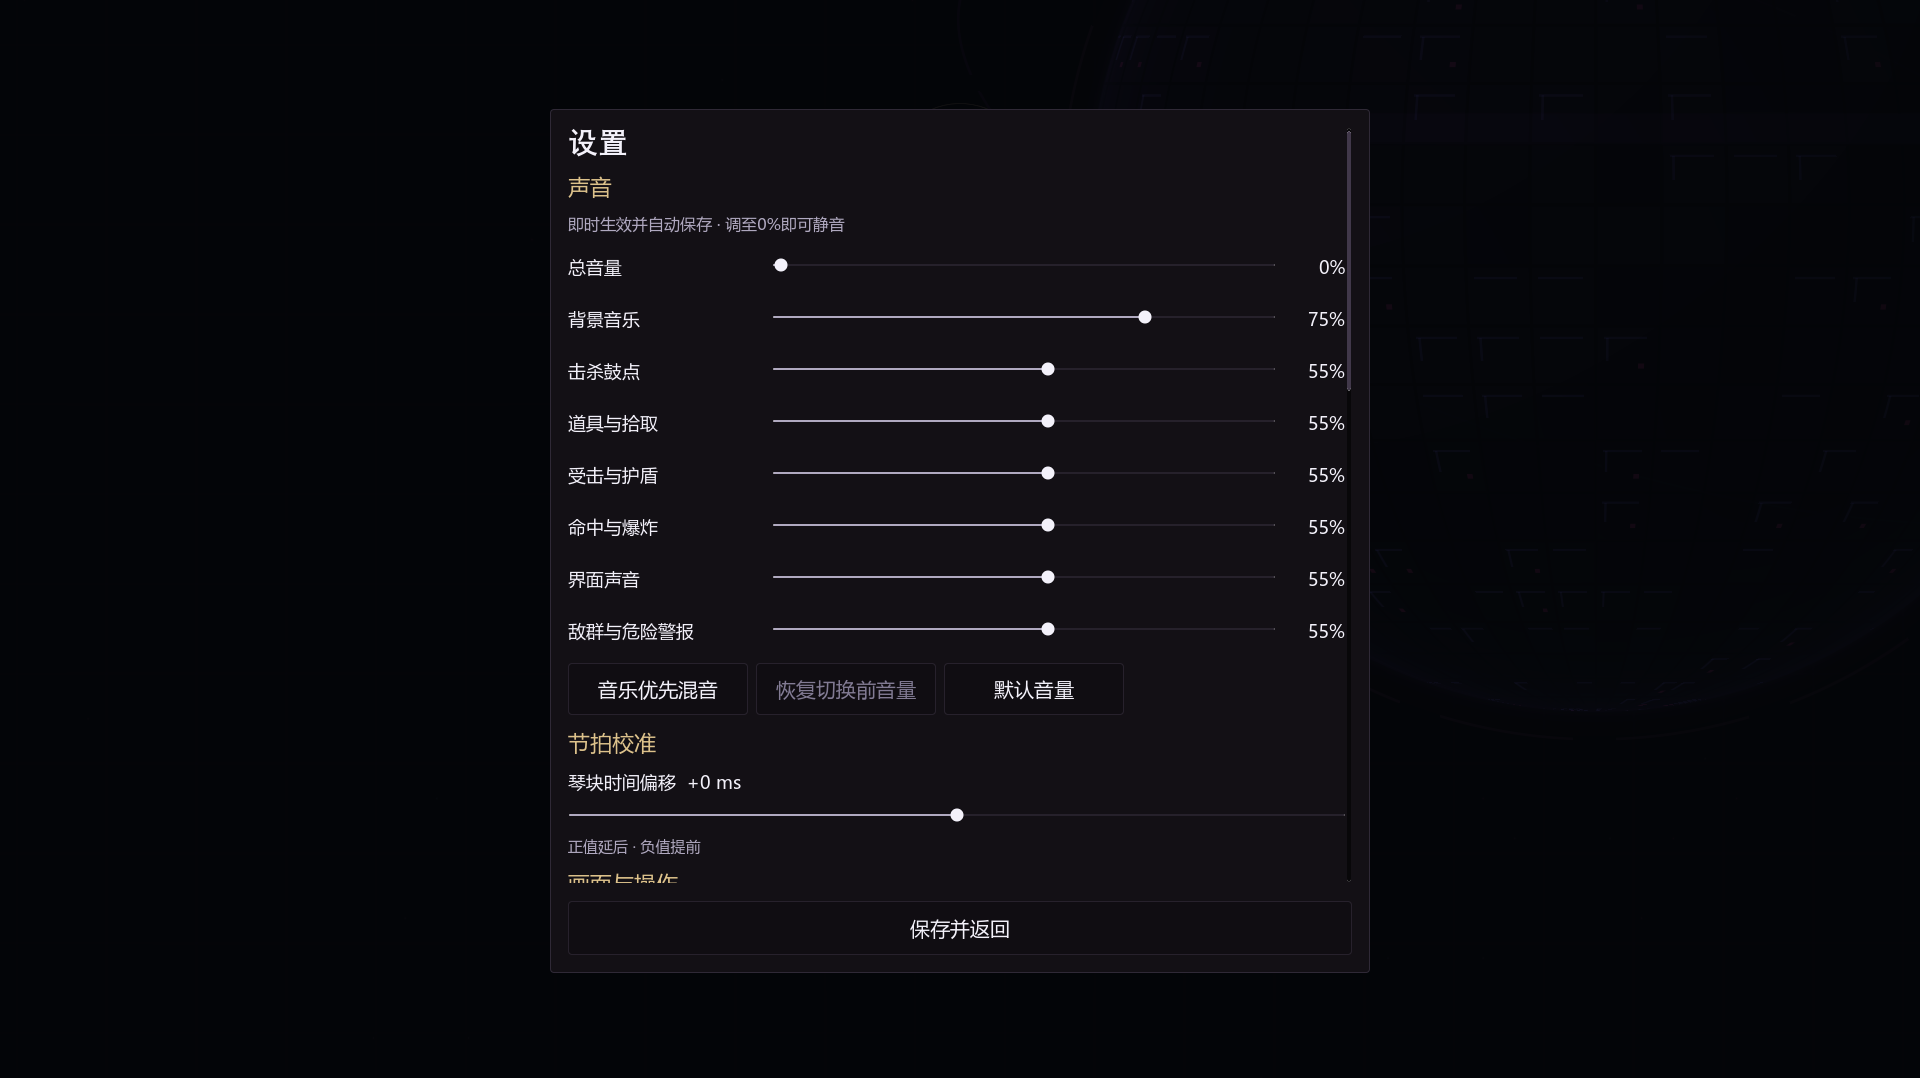 设置
声音
即时生效并自动保存 · 调至0%即可静音
总音量 0%
背景音乐 75%
击杀鼓点 55%
道具与拾取 55%
受击与护盾 55%
命中与爆炸 55%
界面声音 55%
敌群与危险警报 55%
音乐优先混音 恢复切换前音量 默认音量
节拍校准
琴块时间偏移 +0 ms
正值延后 · 负值提前
画面与操作
保存并返回